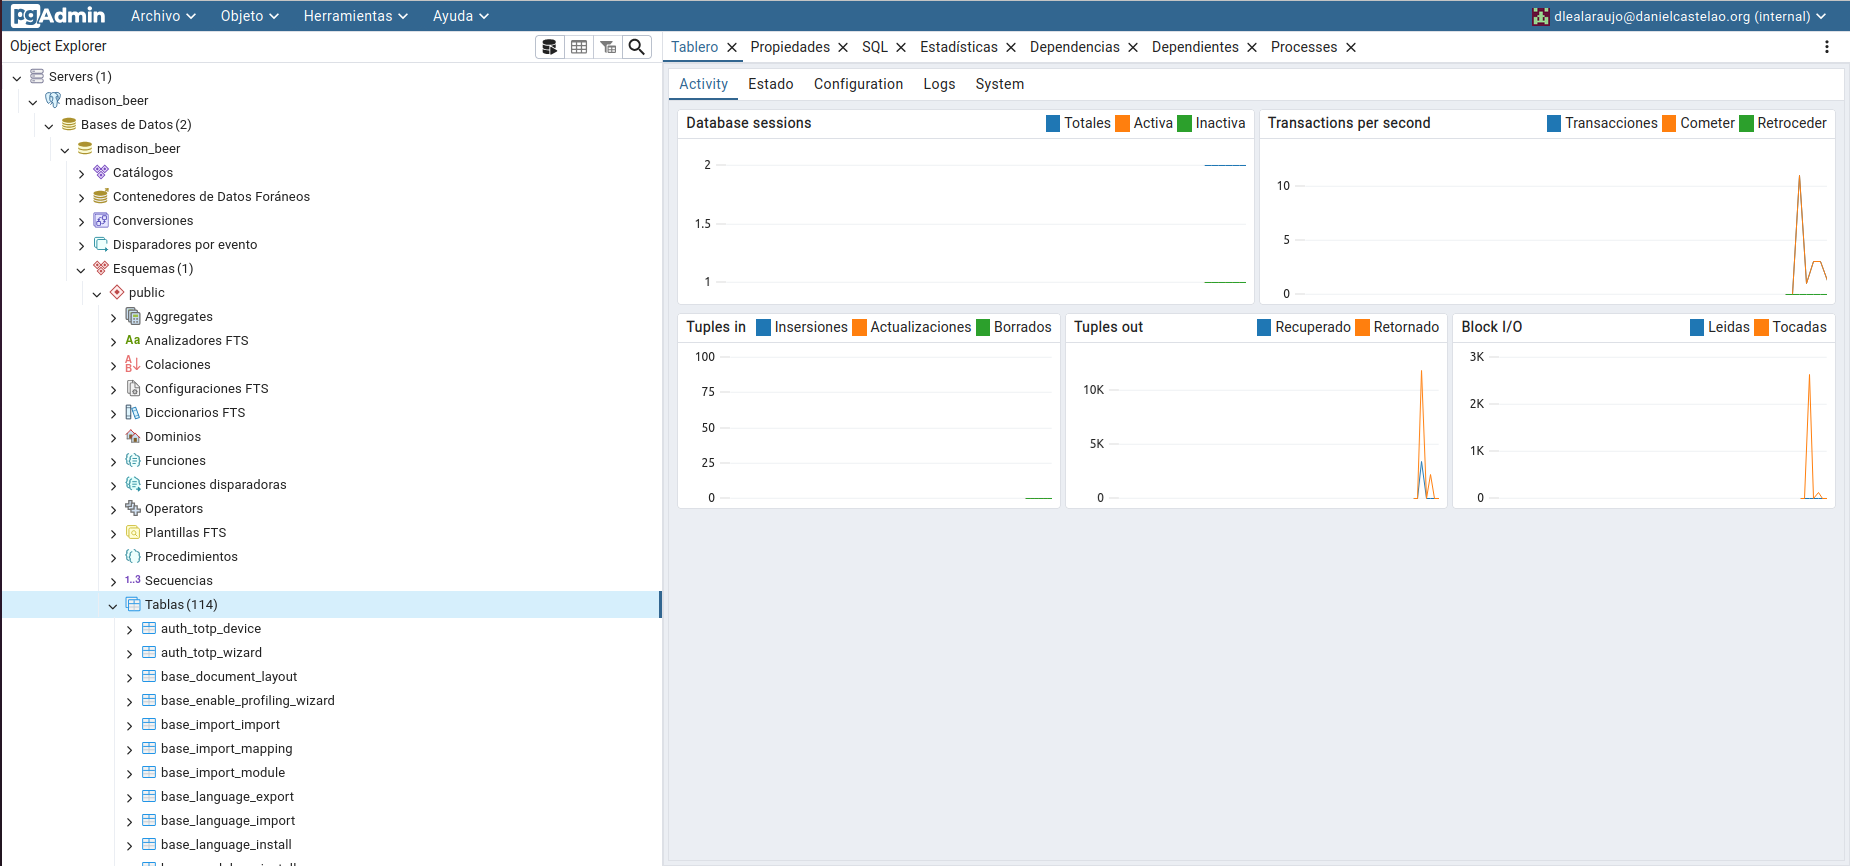 pgAdmin Archivo Objeto Herramientas Ayuda dlealaraujo@danielcastelao.org (internal)
Object Explorer
Servers (1)
madison_beer
Bases de Datos (2)
madison_beer
Catálogos
Contenedores de Datos Foráneos
Conversiones
Disparadores por evento
Esquemas (1)
public
Aggregates
Aa Analizadores FTS
Colaciones
Configuraciones FTS
Diccionarios FTS
Dominios
Funciones
Funciones disparadoras
Operators
Plantillas FTS
Procedimientos
1..3 Secuencias
Tablas (114)
auth_totp_device
auth_totp_wizard
base_document_layout
base_enable_profiling_wizard
base_import_import
base_import_mapping
base_import_module
base_language_export
base_language_import
base_language_install
Tablero Propiedades SQL Estadísticas Dependencias Dependientes Processes
Activity Estado Configuration Logs System
Database sessions Totales Activa Inactiva
2
1.5
1
Transactions per second Transacciones Cometer Retroceder
10
5
0
Tuples in Insersiones Actualizaciones Borrados
100
75
50
25
0
Tuples out Recuperado Retornado
10K
5K
0
Block I/O Leidas Tocadas
3K
2K
1K
0